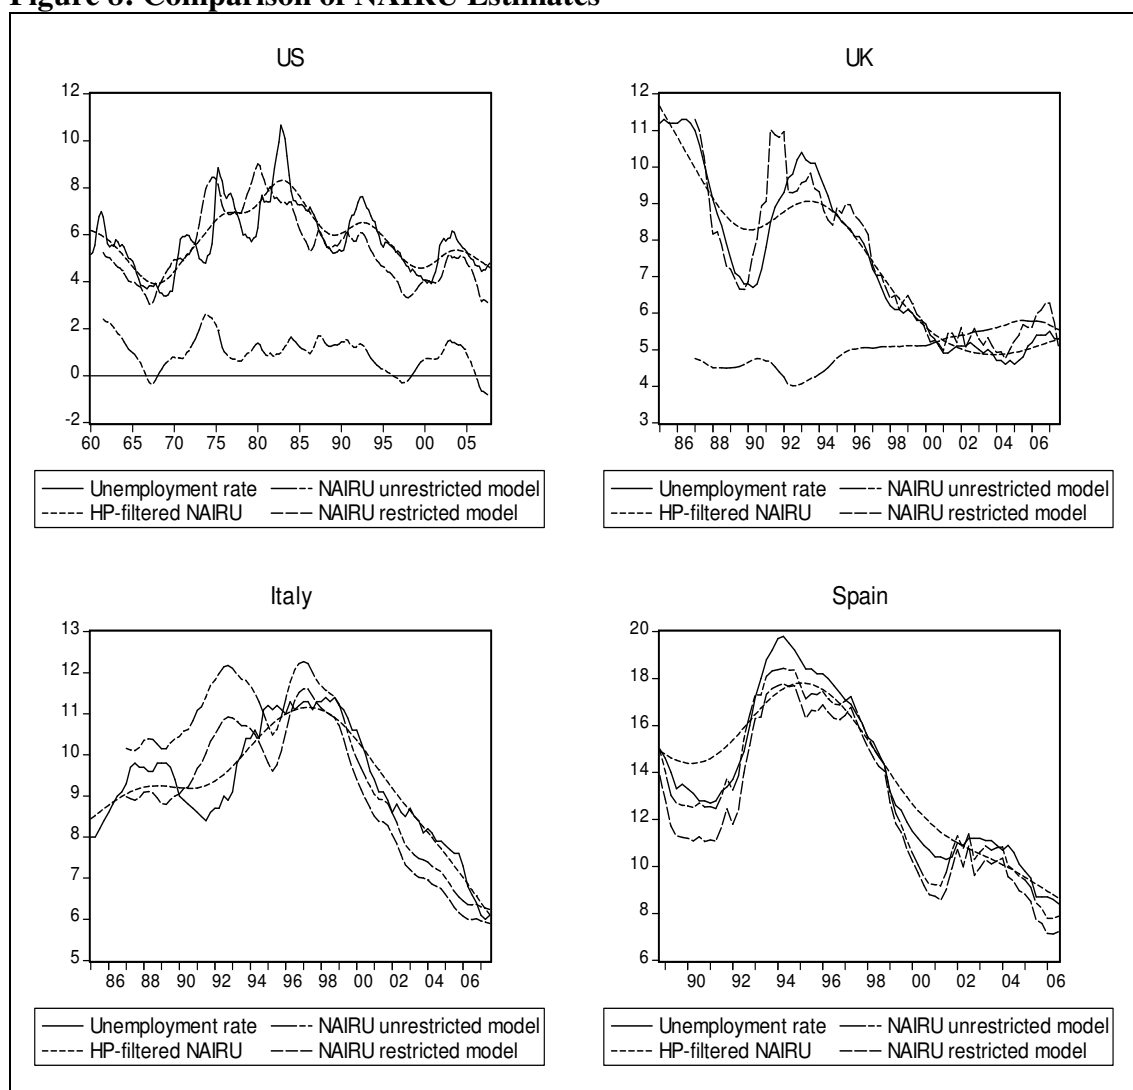 Figure 8: Comparison of NAIRU Estimates
US
12
10
8
6
4
2
0
-2
60 65 70 75 80 85 90 95 00 05
Unemployment rate NAIRU unrestricted model
HP-filtered NAIRU NAIRU restricted model
UK
12
11
10
9
8
7
6
5
4
3
86 88 90 92 94 96 98 00 02 04 06
Unemployment rate NAIRU unrestricted model
HP-filtered NAIRU NAIRU restricted model
Italy
13
12
11
10
9
8
7
6
5
86 88 90 92 94 96 98 00 02 04 06
Unemployment rate NAIRU unrestricted model
HP-filtered NAIRU NAIRU restricted model
Spain
20
18
16
14
12
10
8
6
90 92 94 96 98 00 02 04 06
Unemployment rate NAIRU unrestricted model
HP-filtered NAIRU NAIRU restricted model